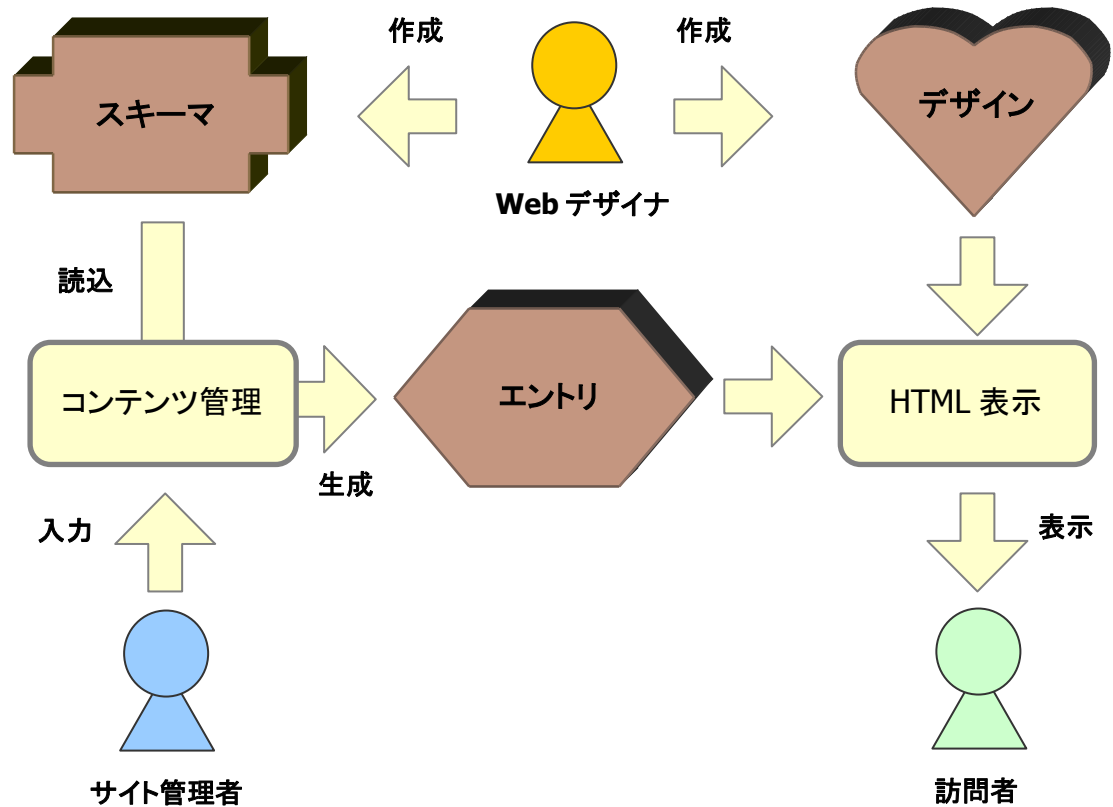 作成
作成
スキーマ
デザイン
Web デザイナ
読込
コンテンツ管理
エントリ
HTML 表示
生成
入力
表示
サイト管理者
訪問者